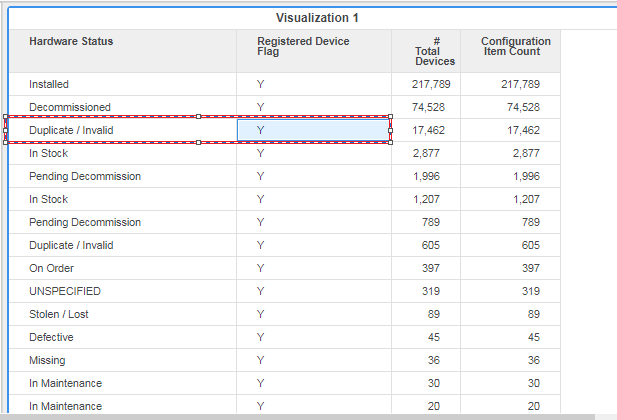 Visualization 1
Hardware Status Registered Device Flag # Total Devices Configuration Item Count
Installed Y 217,789 217,789
Decommissioned Y 74,528 74,528
Duplicate / Invalid Y 17,462 17,462
In Stock Y 2,877 2,877
Pending Decommission Y 1,996 1,996
In Stock Y 1,207 1,207
Pending Decommission Y 789 789
Duplicate / Invalid Y 605 605
On Order Y 397 397
UNSPECIFIED Y 319 319
Stolen / Lost Y 89 89
Defective Y 45 45
Missing Y 36 36
In Maintenance Y 30 30
In Maintenance Y 20 20